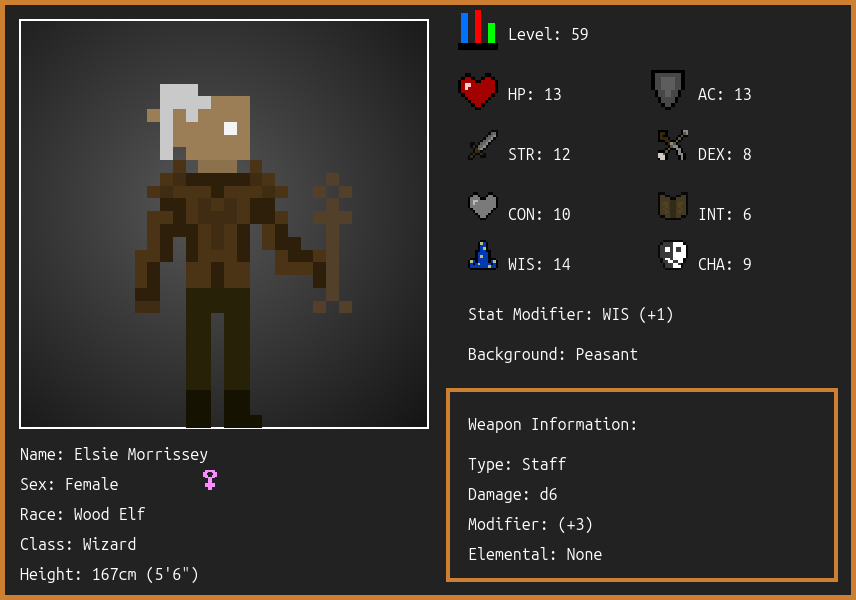 Level: 59
HP: 13
AC: 13
STR: 12
DEX: 8
CON: 10
INT: 6
WIS: 14
CHA: 9
Stat Modifier: WIS (+1)
Background: Peasant
Weapon Information:
Type: Staff
Damage: d6
Modifier: (+3)
Elemental: None
Name: Elsie Morrissey
Sex: Female
Race: Wood Elf
Class: Wizard
Height: 167cm (5'6")